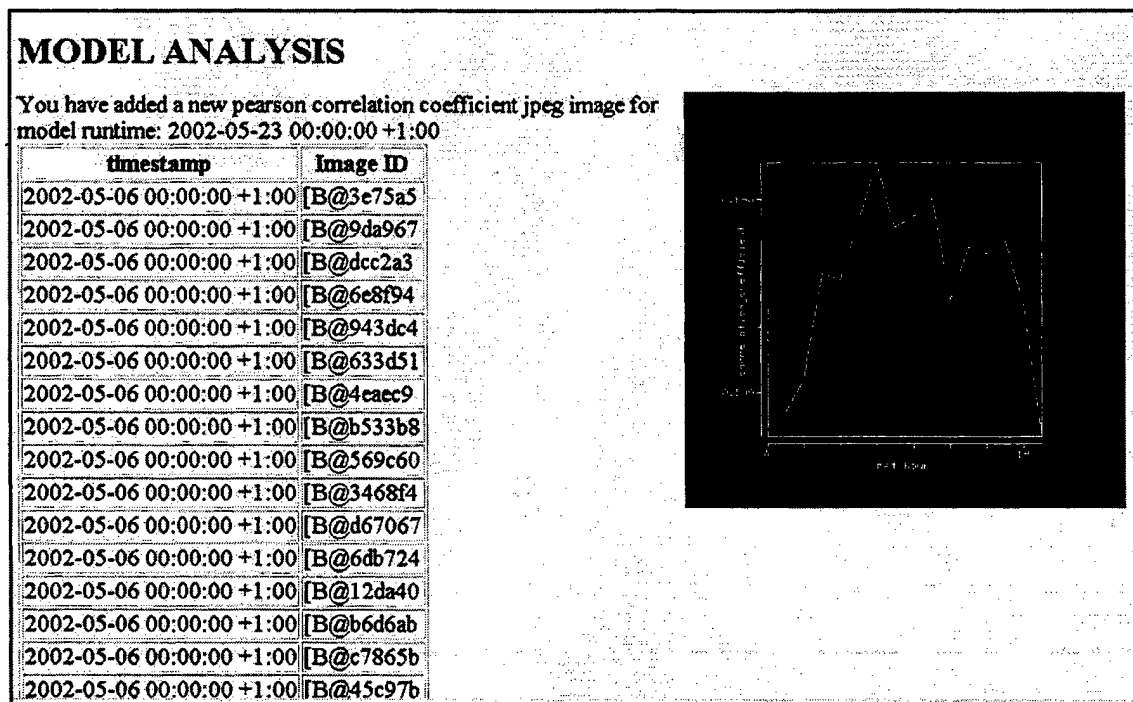 MODEL ANALYSIS
You have added a new pearson correlation coefficient jpeg image for
model runtime: 2002-05-23 00:00:00 +1:00
timestamp Image ID
2002-05-06 00:00:00 +1:00 [B@3e75a5
2002-05-06 00:00:00 +1:00 [B@9da967
2002-05-06 00:00:00 +1:00 [B@dcc2a3
2002-05-06 00:00:00 +1:00 [B@6e8f94
2002-05-06 00:00:00 +1:00 [B@943dc4
2002-05-06 00:00:00 +1:00 [B@633d51
2002-05-06 00:00:00 +1:00 [B@4eaec9
2002-05-06 00:00:00 +1:00 [B@b533b8
2002-05-06 00:00:00 +1:00 [B@569c60
2002-05-06 00:00:00 +1:00 [B@3468f4
2002-05-06 00:00:00 +1:00 [B@d67067
2002-05-06 00:00:00 +1:00 [B@6db724
2002-05-06 00:00:00 +1:00 [B@12da40
2002-05-06 00:00:00 +1:00 [B@b6d6ab
2002-05-06 00:00:00 +1:00 [B@c7865b
2002-05-06 00:00:00 +1:00 [B@45c97b
hour